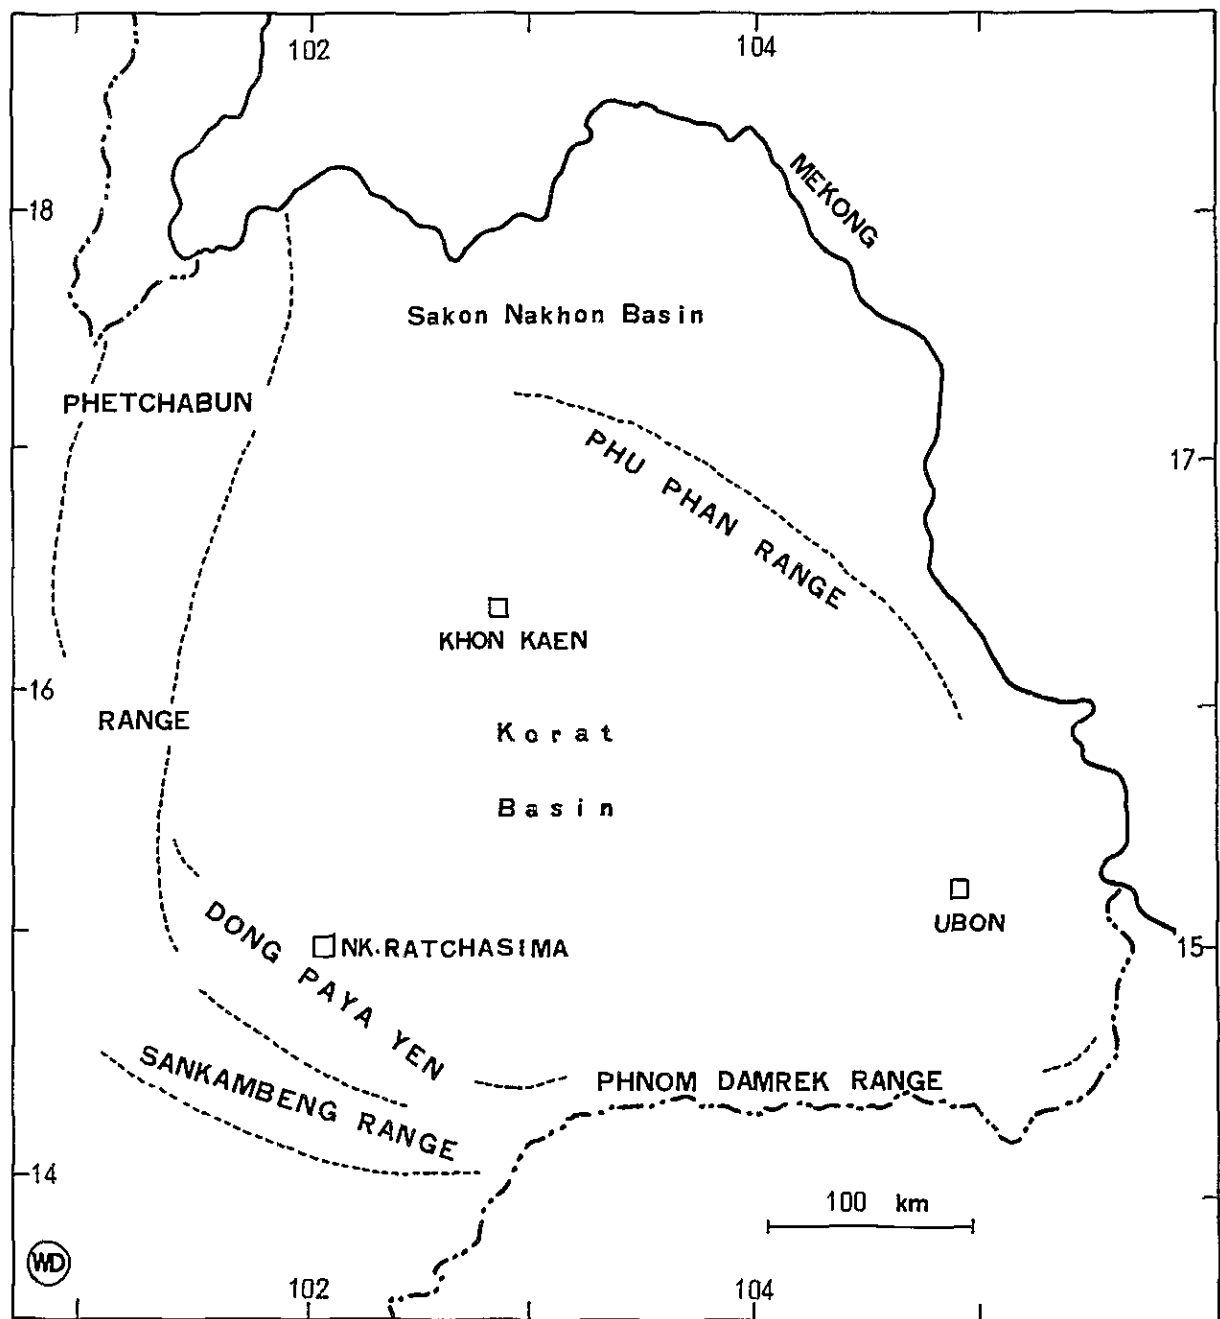 102
104
MEKONG
18
Sakon Nakhon Basin
PHETCHABUN
PHU PHAN RANGE
17
KHON KAEN
16
RANGE
Korat
Basin
UBON
DONG PAYA YEN
NK.RATCHASIMA
15
SANKAMBENG RANGE
PHNOM DAMREK RANGE
14
100 km
WD
102
104